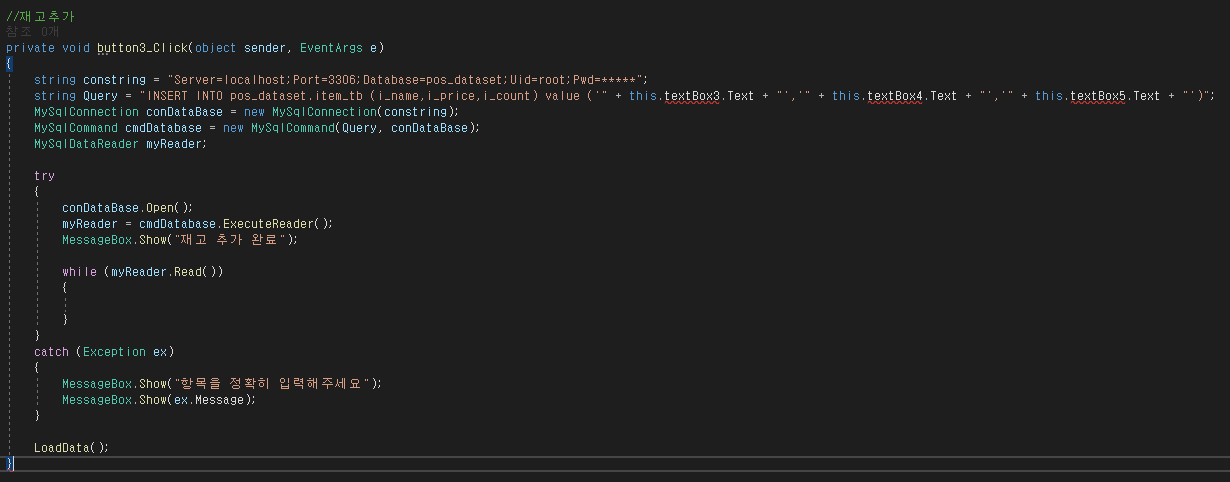 //재고추가
참조 0개
private void button3_Click(object sender, EventArgs e)
{
string constring = "Server=localhost;Port=3306;Database=pos_dataset;Uid=root;Pwd=*****";
string Query = "INSERT INTO pos_dataset.item_tb (i_name,i_price,i_count) value ('" + this.textBox3.Text + "','" + this.textBox4.Text + "','" + this.textBox5.Text + "')";
MySqlConnection conDataBase = new MySqlConnection(constring);
MySqlCommand cmdDatabase = new MySqlCommand(Query, conDataBase);
MySqlDataReader myReader;
try
{
conDataBase.Open();
myReader = cmdDatabase.ExecuteReader();
MessageBox.Show("재고 추가 완료");
while (myReader.Read())
{
}
}
catch (Exception ex)
{
MessageBox.Show("항목을 정확히 입력해주세요");
MessageBox.Show(ex.Message);
}
LoadData();
}